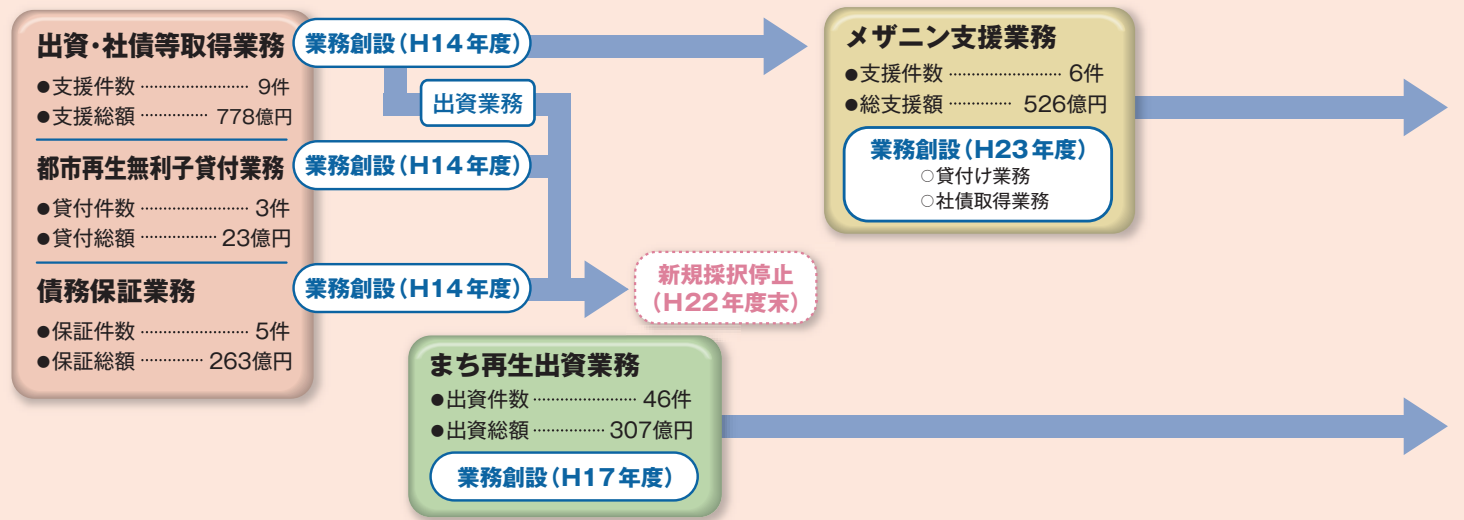 出資・社債等取得業務
●支援件数 ……………… 9件
●支援総額 ………… 778億円
業務創設（H14年度）
出資業務
都市再生無利子貸付業務
●貸付件数 ……………… 3件
●貸付総額 ………… 23億円
業務創設（H14年度）
債務保証業務
●保証件数 ……………… 5件
●保証総額 ………… 263億円
業務創設（H14年度）
新規採択停止
（H22年度末）
メザニン支援業務
●支援件数 ……………… 6件
●総支援額 ………… 526億円
業務創設（H23年度）
○貸付け業務
○社債取得業務
まち再生出資業務
●出資件数 ……………… 46件
●出資総額 ………… 307億円
業務創設（H17年度）